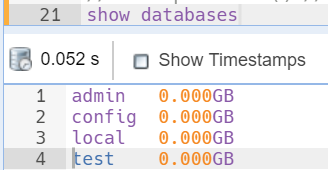 21 show databases
0.052 s Show Timestamps
1 admin 0.000GB
2 config 0.000GB
3 local 0.000GB
4 test 0.000GB